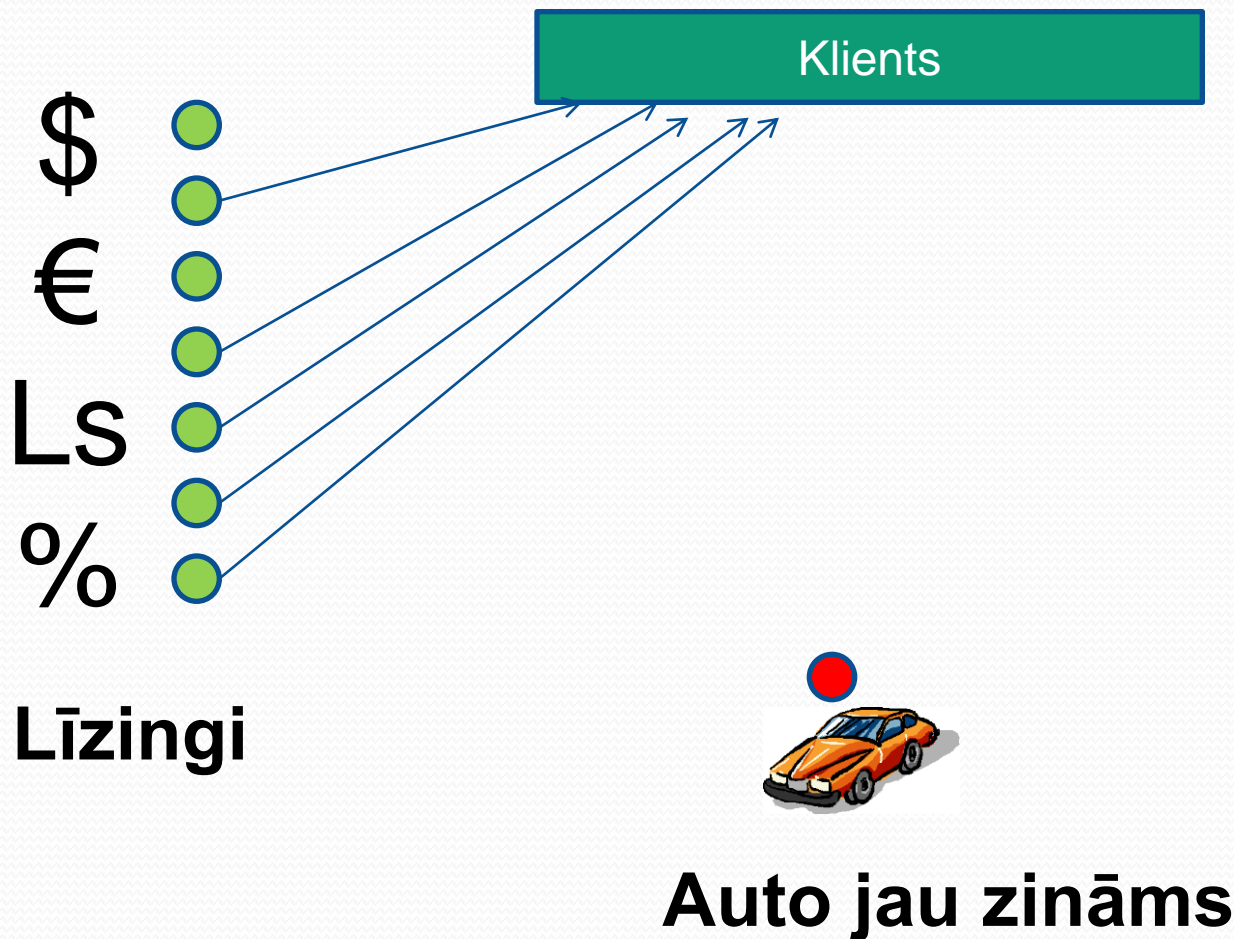 Klients
$
€
Ls
%
Līzingi
Auto jau zināms